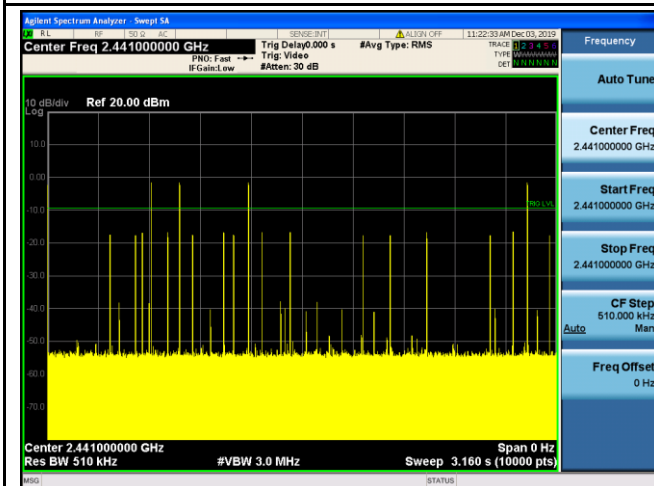 Agilent Spectrum Analyzer - Swept SA
RL RF 50 Ω AC SENSE:INT ALIGN OFF 11:22:33 AM Dec 03, 2019
Center Freq 2.441000000 GHz Trig Delay0.000 s #Avg Type: RMS TRACE 1 2 3 4 5 6
PNO: Fast Trig: Video TYPE WWWWWW
IFGain:Low #Atten: 30 dB DET N N N N N N
Frequency
Auto Tune
Center Freq
2.441000000 GHz
Start Freq
2.441000000 GHz
Stop Freq
2.441000000 GHz
CF Step
510.000 kHz
Auto Man
Freq Offset
0 Hz
10 dB/div Ref 20.00 dBm
Log
10.0
0.00
-10.0
-20.0
-30.0
-40.0
-50.0
-60.0
-70.0
TRIG LVL
Center 2.441000000 GHz Span 0 Hz
Res BW 510 kHz #VBW 3.0 MHz Sweep 3.160 s (10000 pts)
MSG STATUS